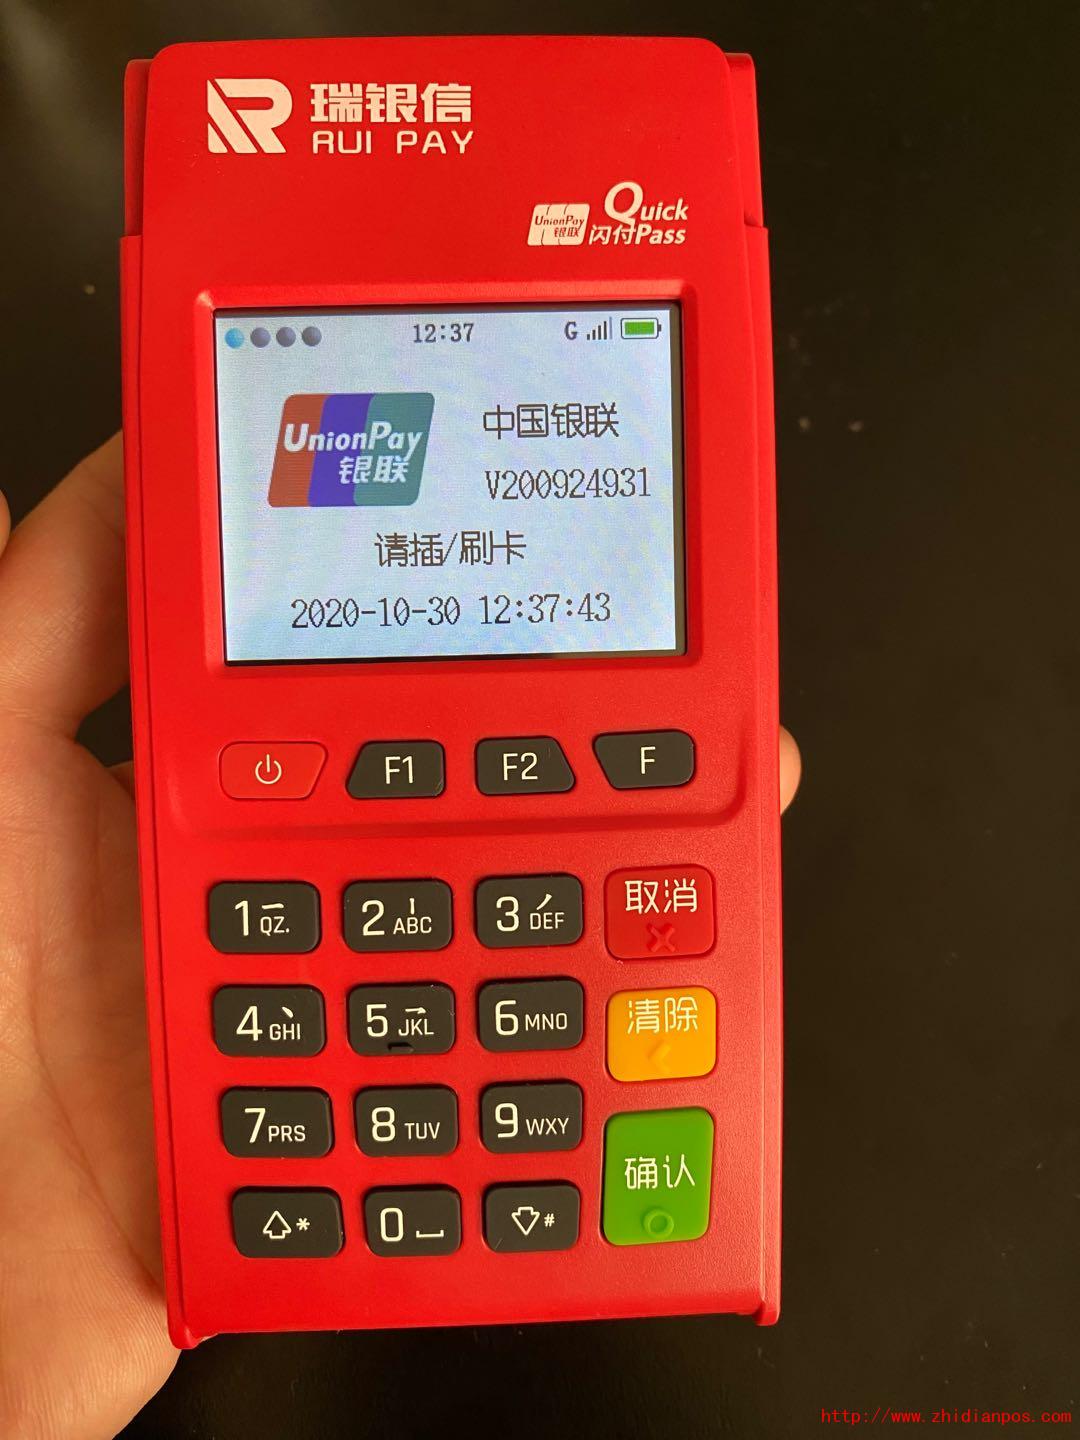 瑞银信
RUI PAY
UnionPay
银联
Quick
闪付Pass
12:37 G
UnionPay
银联
中国银联
V200924931
请插/刷卡
2020-10-30 12:37:43
F1 F2 F
1 QZ. 2 ABC 3 DEF 取消
4 GHI 5 JKL 6 MNO 清除
7 PRS 8 TUV 9 WXY 确认
* 0 #
http://www.zhidianpos.com